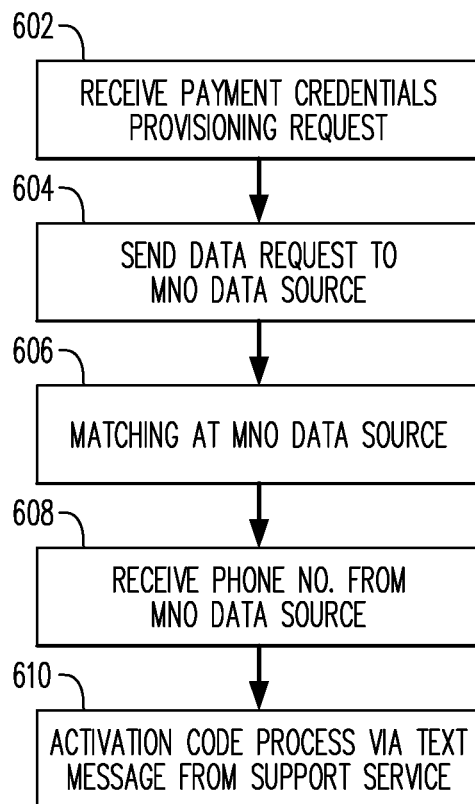 602
RECEIVE PAYMENT CREDENTIALS
PROVISIONING REQUEST
604
SEND DATA REQUEST TO
MNO DATA SOURCE
606
MATCHING AT MNO DATA SOURCE
608
RECEIVE PHONE NO. FROM
MNO DATA SOURCE
610
ACTIVATION CODE PROCESS VIA TEXT
MESSAGE FROM SUPPORT SERVICE